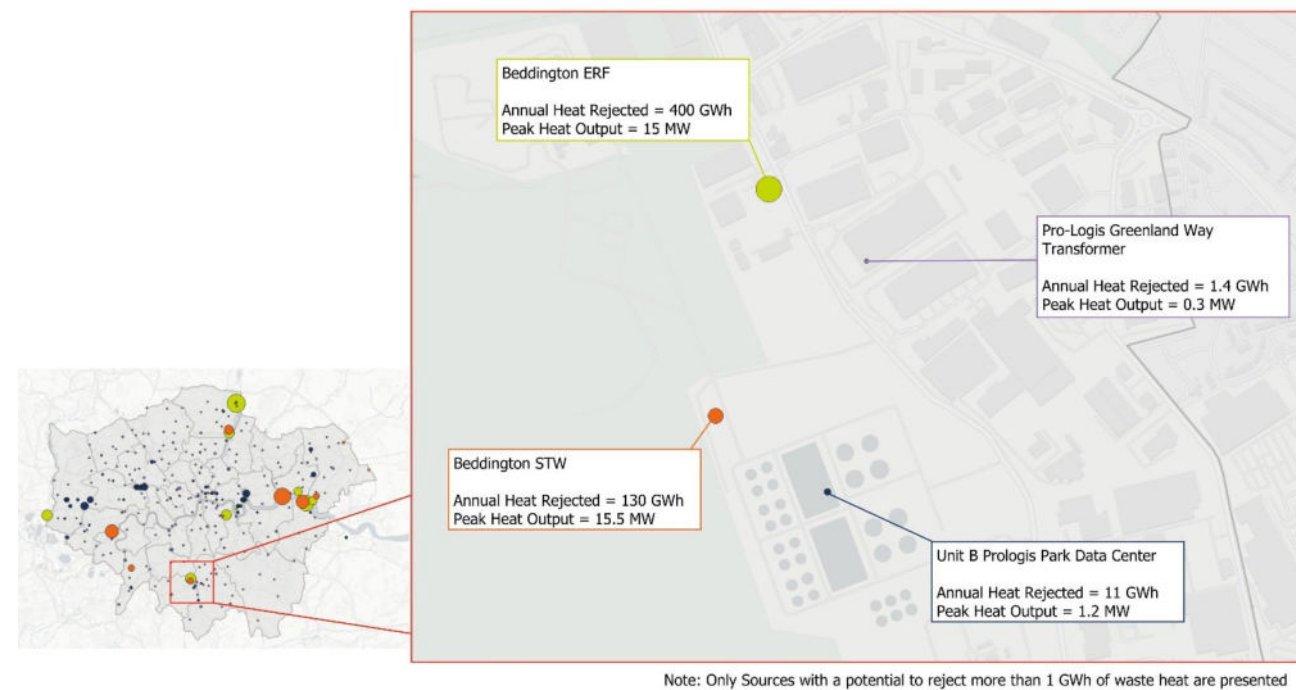 Beddington ERF
Annual Heat Rejected = 400 GWh
Peak Heat Output = 15 MW
Pro-Logis Greenland Way
Transformer
Annual Heat Rejected = 1.4 GWh
Peak Heat Output = 0.3 MW
Beddington STW
Annual Heat Rejected = 130 GWh
Peak Heat Output = 15.5 MW
Unit B Prologis Park Data Center
Annual Heat Rejected = 11 GWh
Peak Heat Output = 1.2 MW
Note: Only Sources with a potential to reject more than 1 GWh of waste heat are presented